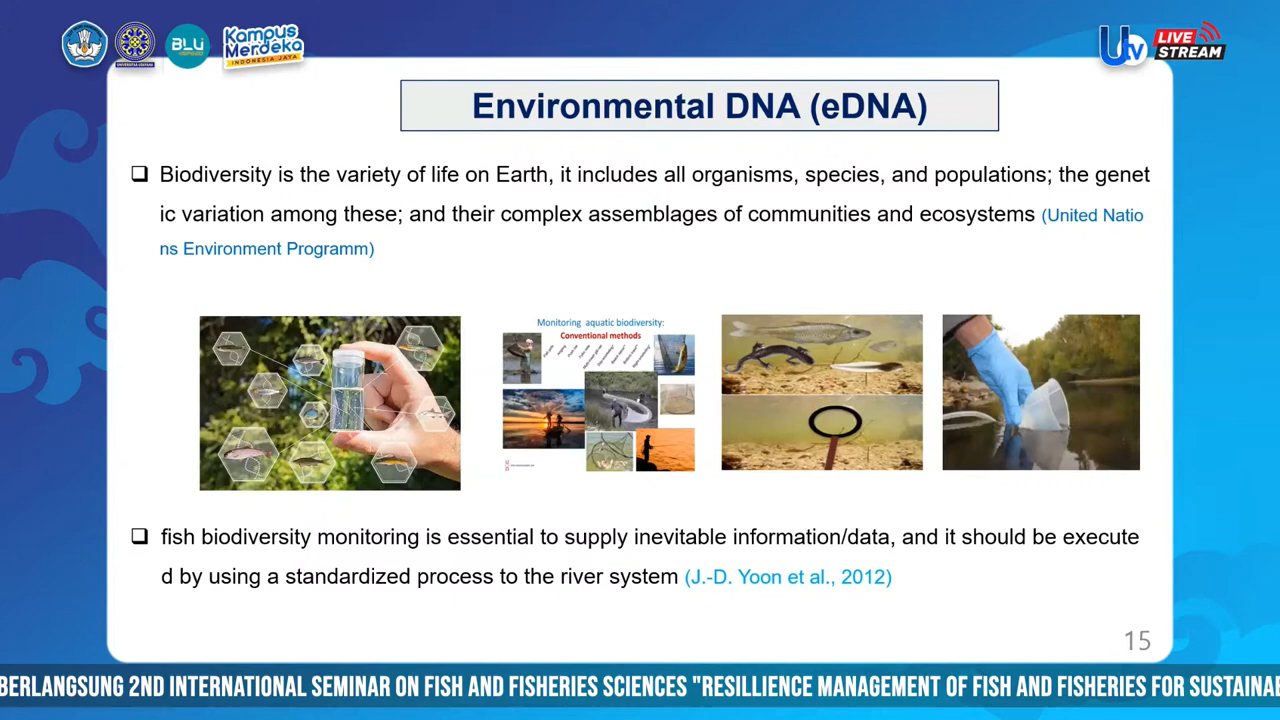 BLU
Kampus
Merdeka
INDONESIA JAYA
UNIVERSITAS UDAYANA
Utv
LIVE
STREAM
Environmental DNA (eDNA)
❑ Biodiversity is the variety of life on Earth, it includes all organisms, species, and populations; the genet
ic variation among these; and their complex assemblages of communities and ecosystems (United Natio
ns Environment Programm)
Monitoring aquatic biodiversity:
Conventional methods
❑ fish biodiversity monitoring is essential to supply inevitable information/data, and it should be execute
d by using a standardized process to the river system (J.-D. Yoon et al., 2012)
15
BERLANGSUNG 2ND INTERNATIONAL SEMINAR ON FISH AND FISHERIES SCIENCES "RESILLIENCE MANAGEMENT OF FISH AND FISHERIES FOR SUSTAINAB